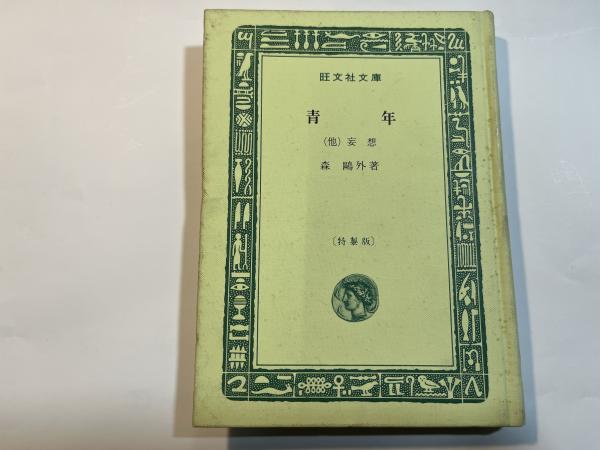 旺文社文庫
青年
（他）妄想
森鷗外著
〔特製版〕